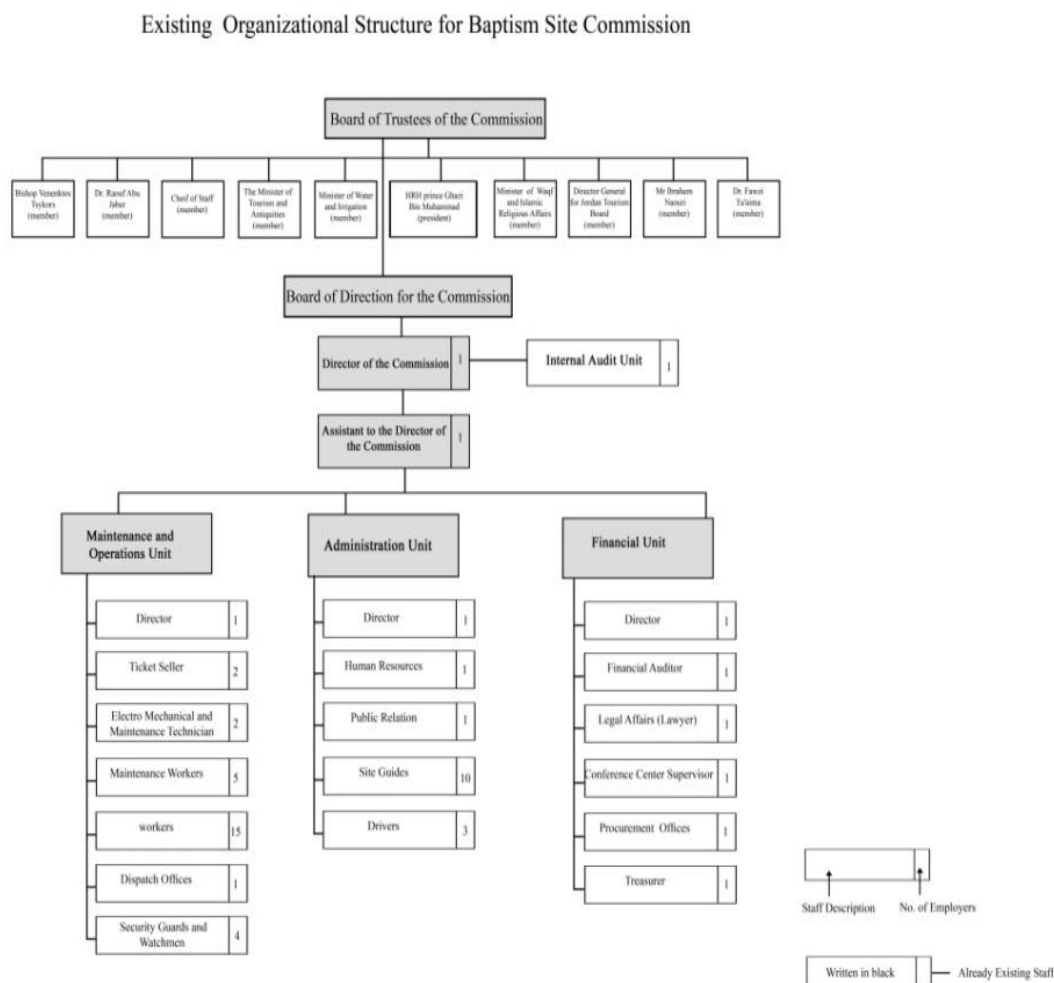 Existing Organizational Structure for Baptism Site Commission
Board of Trustees of the Commission
Bishop
(member)
Dr. Raouf Abu
Jaber
(member)
Cheif of Staff
(member)
The Minister of
Tourism and
Antiquities
(member)
Minister of Water
and Irrigation
(member)
HRH prince Ghazi
Bin Muhammad
(president)
Minister of Waqf
and Islamic
Religious Affairs
(member)
Director General
for Jordan Tourism
Board
(member)
Mr Ibrahem
Naouri
(member)
Dr. Fawzi
Ta'aima
(member)
Board of Direction for the Commission
Director of the Commission
1
Internal Audit Unit
1
Assistant to the Director of
the Commission
1
Maintenance and
Operations Unit
Director
1
Ticket Seller
2
Electro Mechanical and
Maintenance Technician
2
Maintenance Workers
5
workers
15
Dispatch Offices
1
Security Guards and
Watchmen
4
Administration Unit
Director
1
Human Resources
1
Public Relation
1
Site Guides
10
Drivers
3
Financial Unit
Director
1
Financial Auditor
1
Legal Affairs (Lawyer)
1
Conference Center Supervisor
1
Procurement Offices
1
Treasurer
1
Staff Description
No. of Employers
Written in black
Already Existing Staff